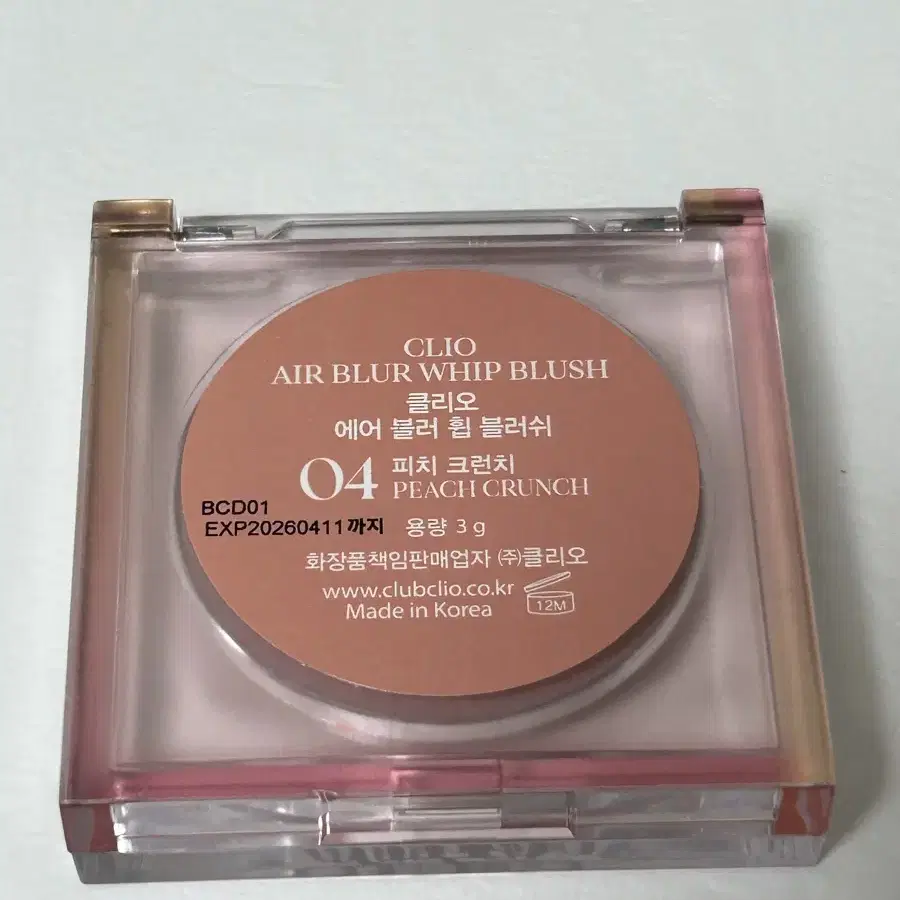 CLIO
AIR BLUR WHIP BLUSH
클리오
에어 블러 휩 블러쉬
04 피치 크런치
PEACH CRUNCH
BCD01
EXP20260411까지
용량 3 g
화장품책임판매업자 ㈜클리오
www.clubclio.co.kr
Made in Korea
12M